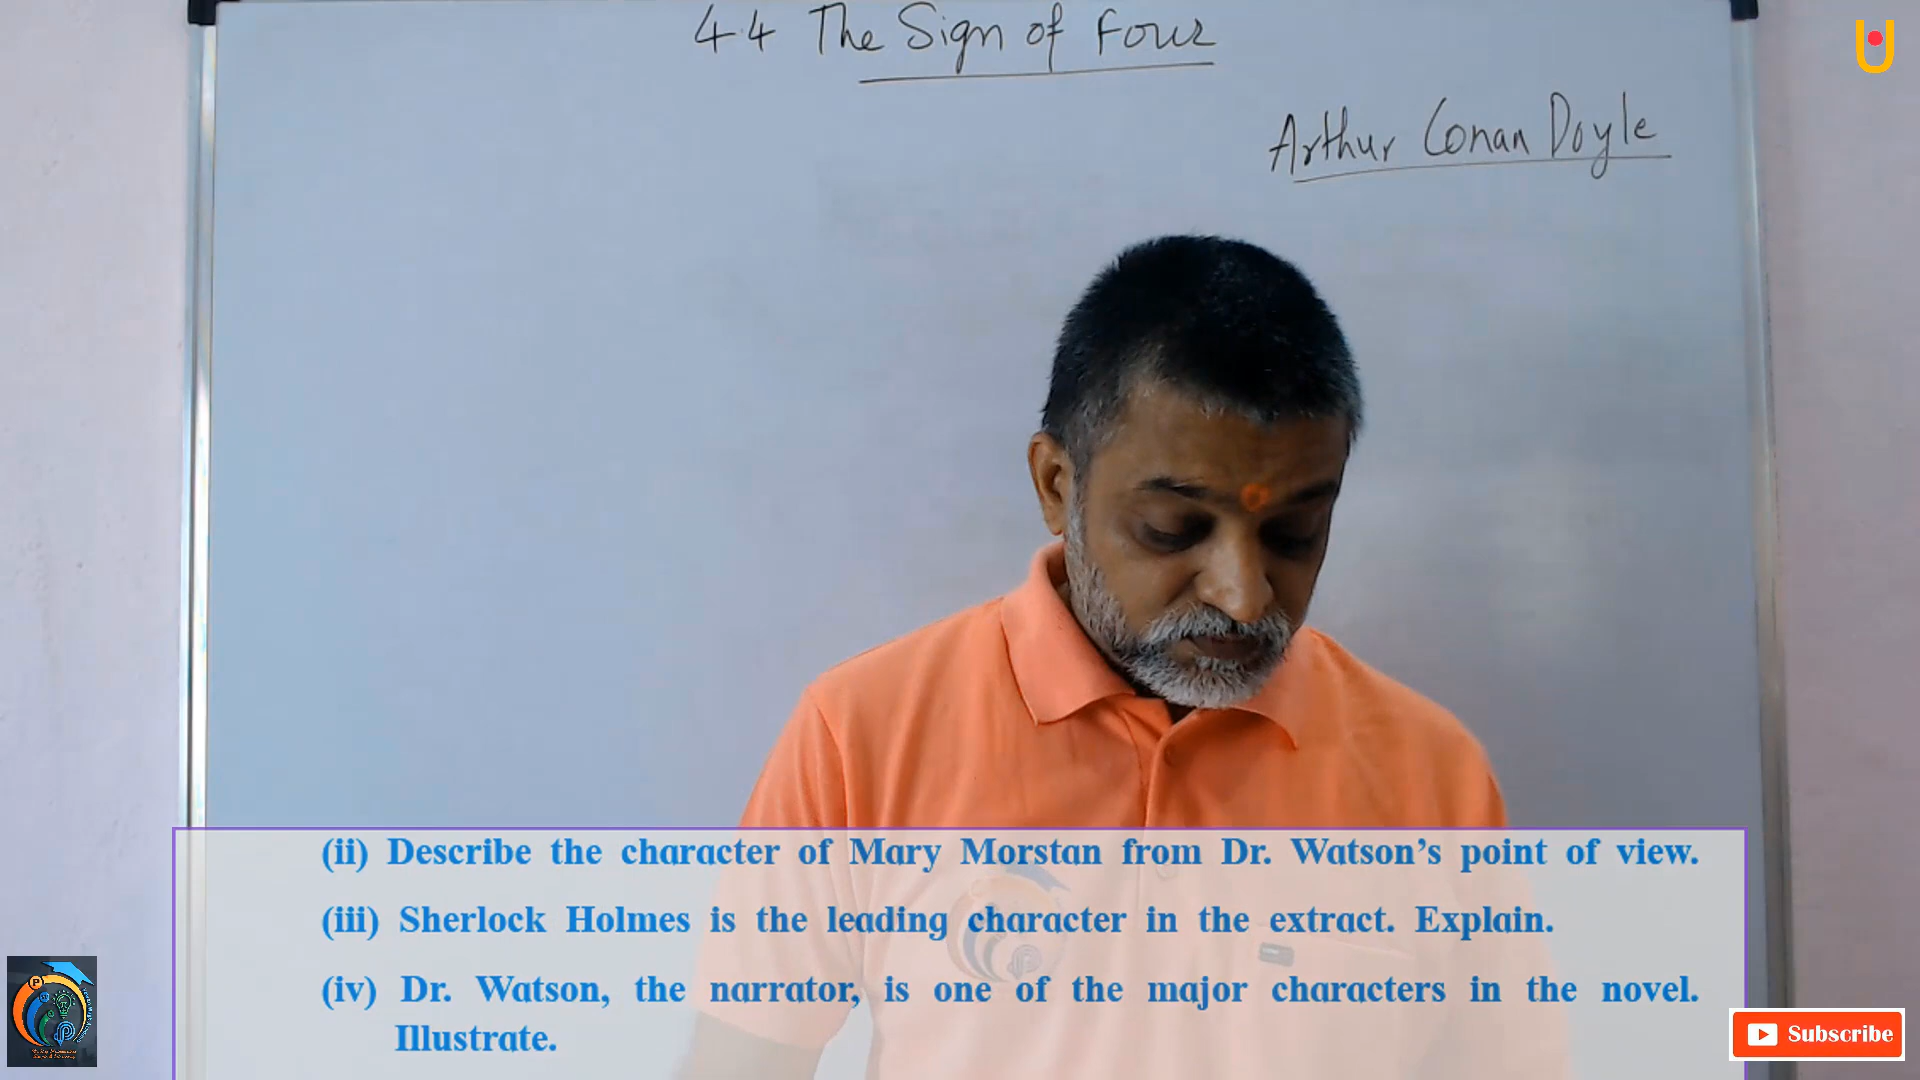 4.4 The Sign of Four
Arthur Conan Doyle
(ii) Describe the character of Mary Morstan from Dr. Watson's point of view.
(iii) Sherlock Holmes is the leading character in the extract. Explain.
(iv) Dr. Watson, the narrator, is one of the major characters in the novel.
Illustrate.
Subscribe